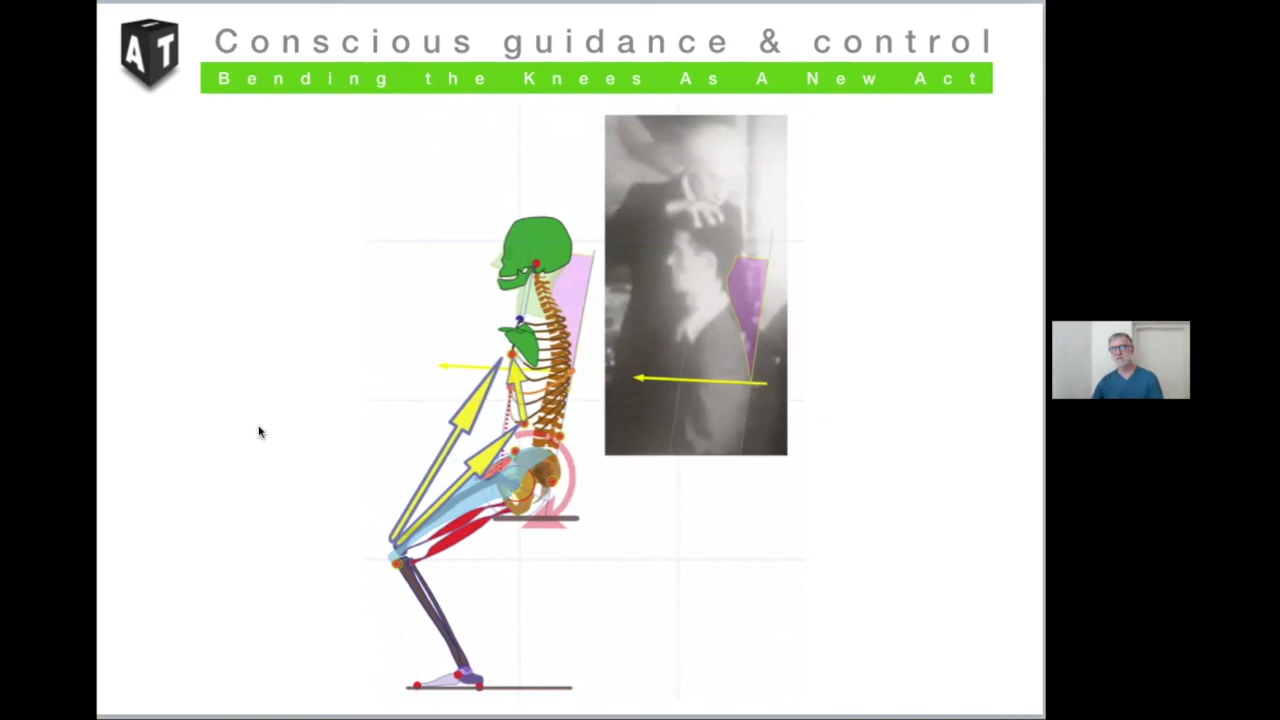 AT
Conscious guidance & control
Bending the Knees As A New Act